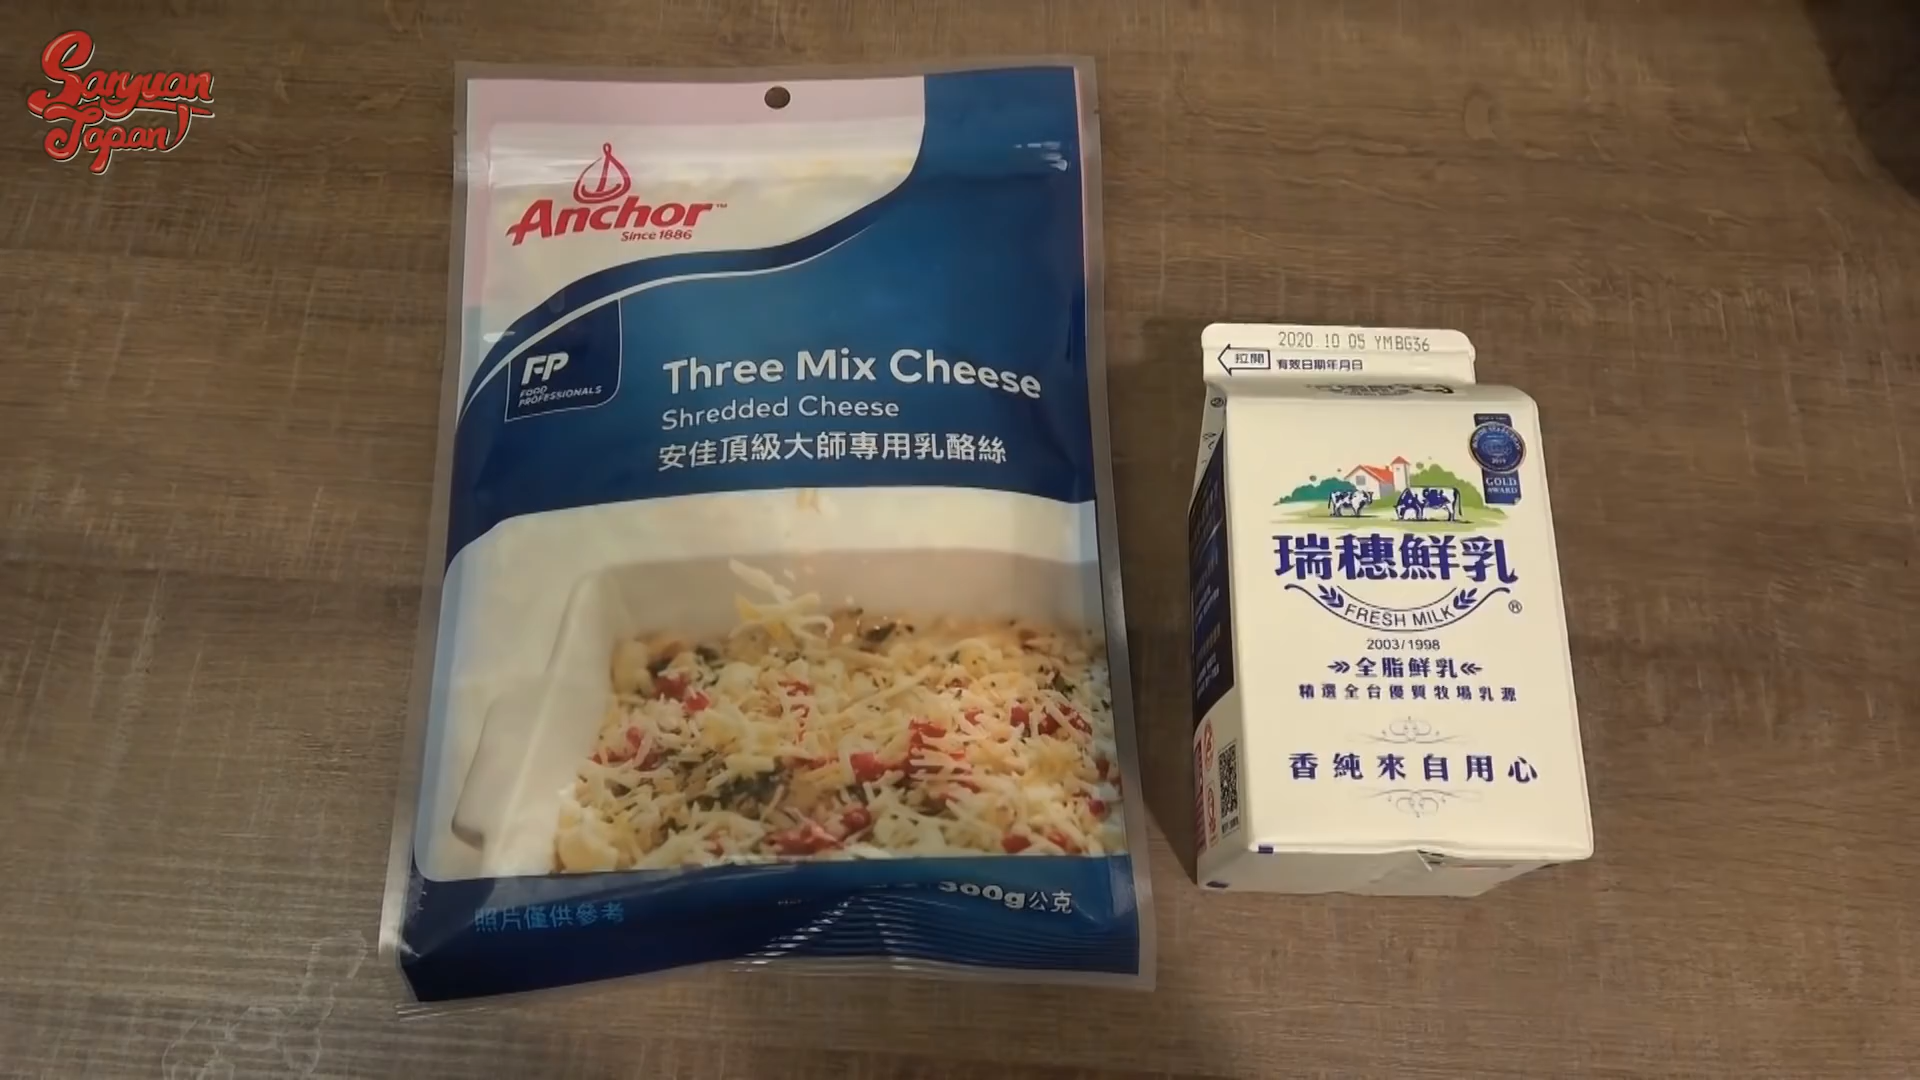 Sanyuan
Japan
Anchor™
Since 1886
FP
FOOD
PROFESSIONALS
Three Mix Cheese
Shredded Cheese
安佳頂級大師專用乳酪絲
照片僅供參考
300g公克
2020.10 05 YMBG36
拉開
有效日期年月日
2019
GOLD
AWARD
瑞穗鮮乳
FRESH MILK ®
2003/1998
全脂鮮乳
精選全台優質牧場乳源
香純來自用心